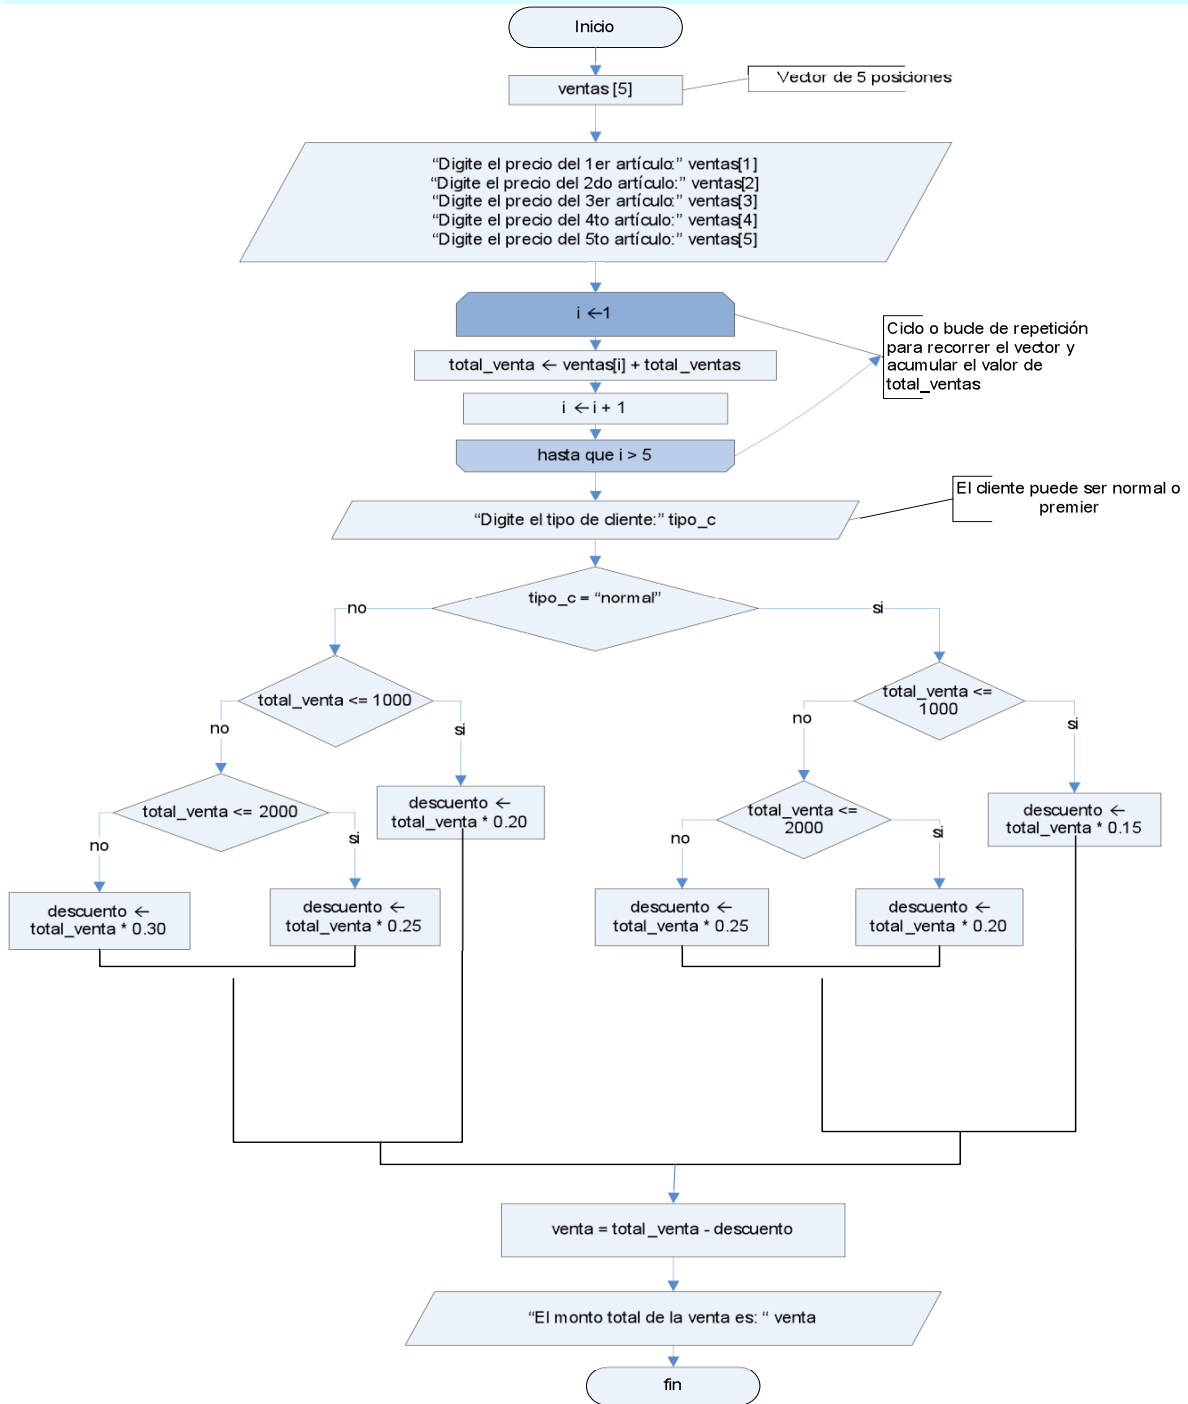 Inicio
ventas [5]
Vector de 5 posiciones
“Digite el precio del 1er artículo:” ventas[1]
“Digite el precio del 2do artículo:” ventas[2]
“Digite el precio del 3er artículo:” ventas[3]
“Digite el precio del 4to artículo:” ventas[4]
“Digite el precio del 5to artículo:” ventas[5]
i ←1
total_venta ← ventas[i] + total_ventas
i ← i + 1
hasta que i > 5
Ciclo o bucle de repetición
para recorrer el vector y
acumular el valor de
total_ventas
“Digite el tipo de cliente:” tipo_c
El cliente puede ser normal o
premier
tipo_c = “normal”
no
si
total_venta <= 1000
no
si
total_venta <= 2000
no
si
descuento ←
total_venta * 0.20
descuento ←
total_venta * 0.30
descuento ←
total_venta * 0.25
total_venta <=
1000
no
si
total_venta <=
2000
no
si
descuento ←
total_venta * 0.15
descuento ←
total_venta * 0.25
descuento ←
total_venta * 0.20
venta = total_venta - descuento
“El monto total de la venta es: “ venta
fin